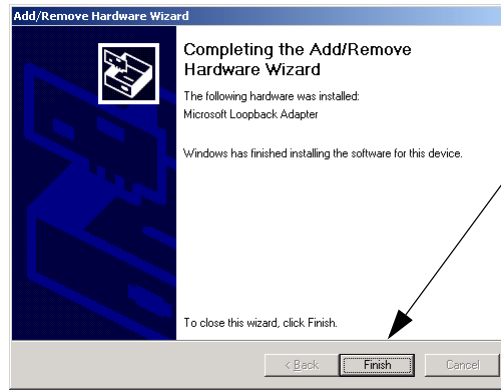 Add/Remove Hardware Wizard
Completing the Add/Remove
Hardware Wizard
The following hardware was installed:
Microsoft Loopback Adapter
Windows has finished installing the software for this device.
To close this wizard, click Finish.
< Back
Finish
Cancel